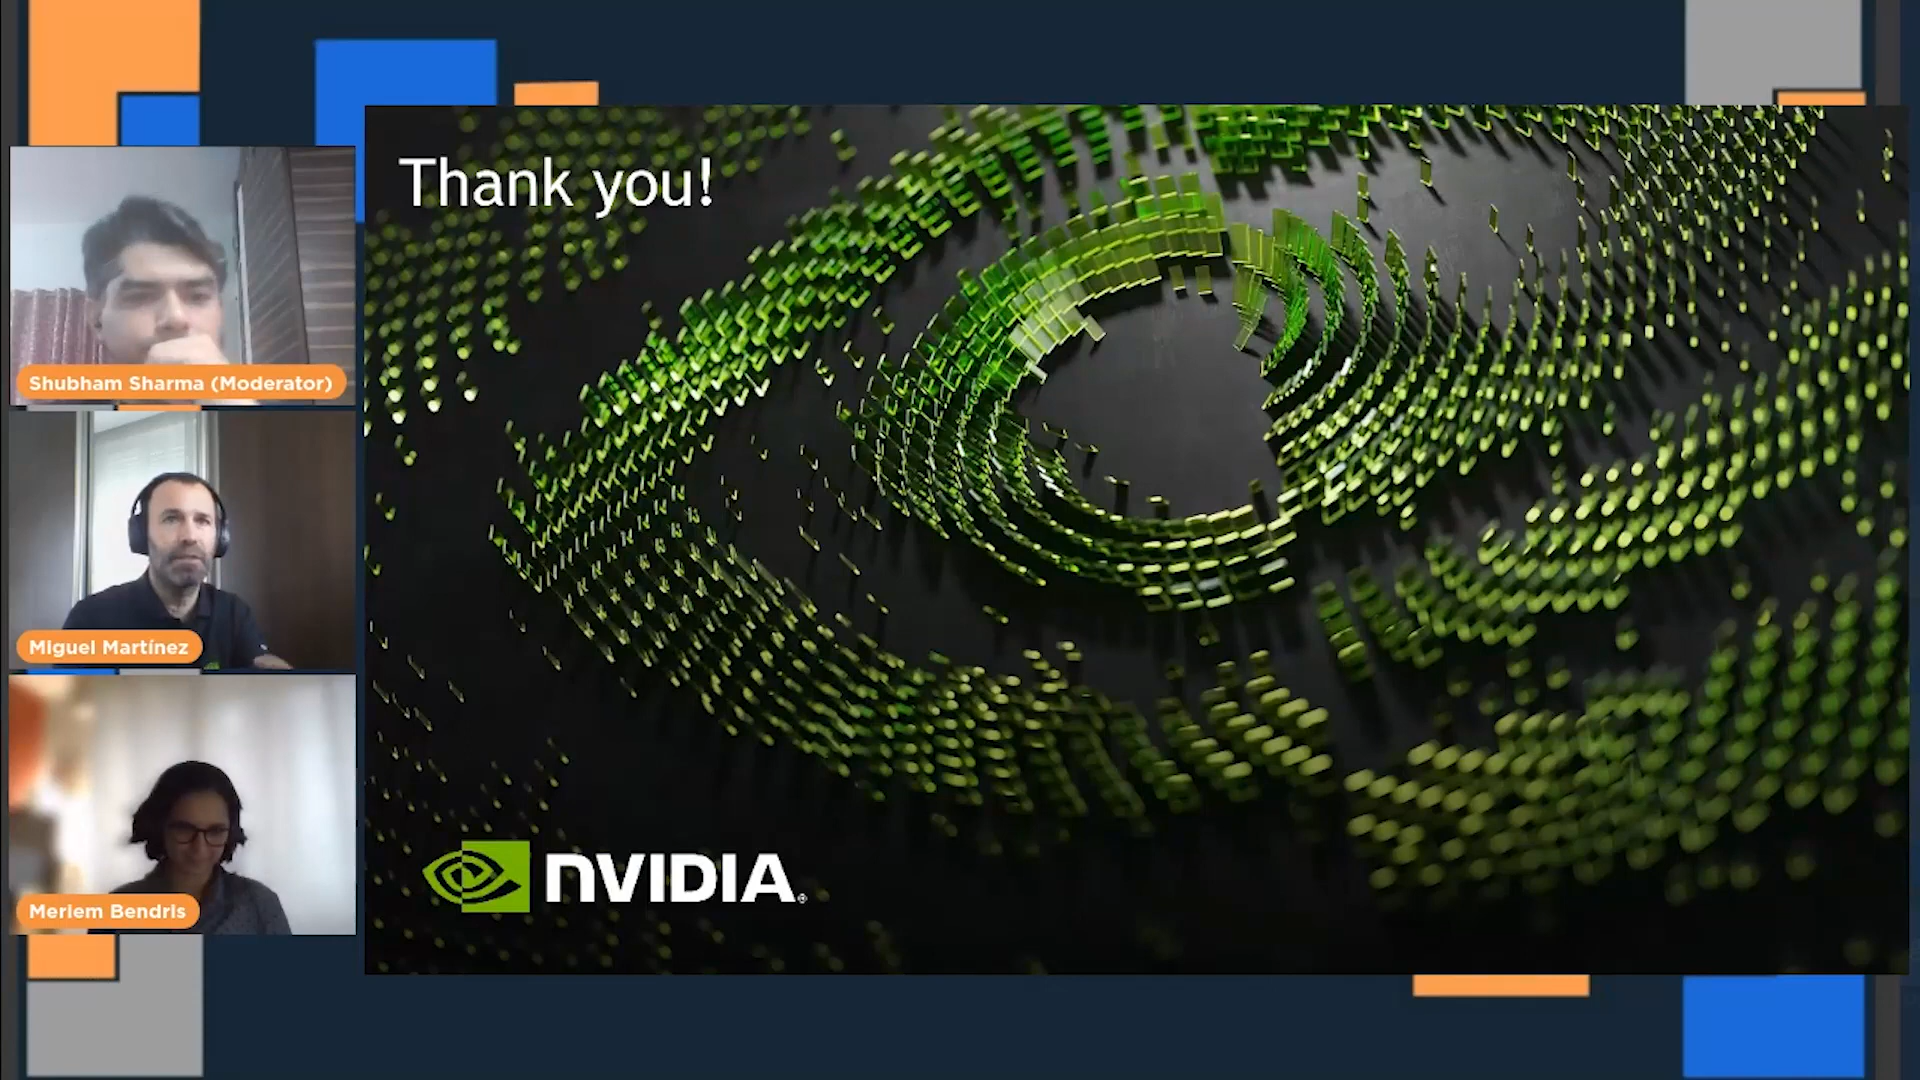 Thank you!
Shubham Sharma (Moderator)
Miguel Martínez
Meriem Bendris
NVIDIA